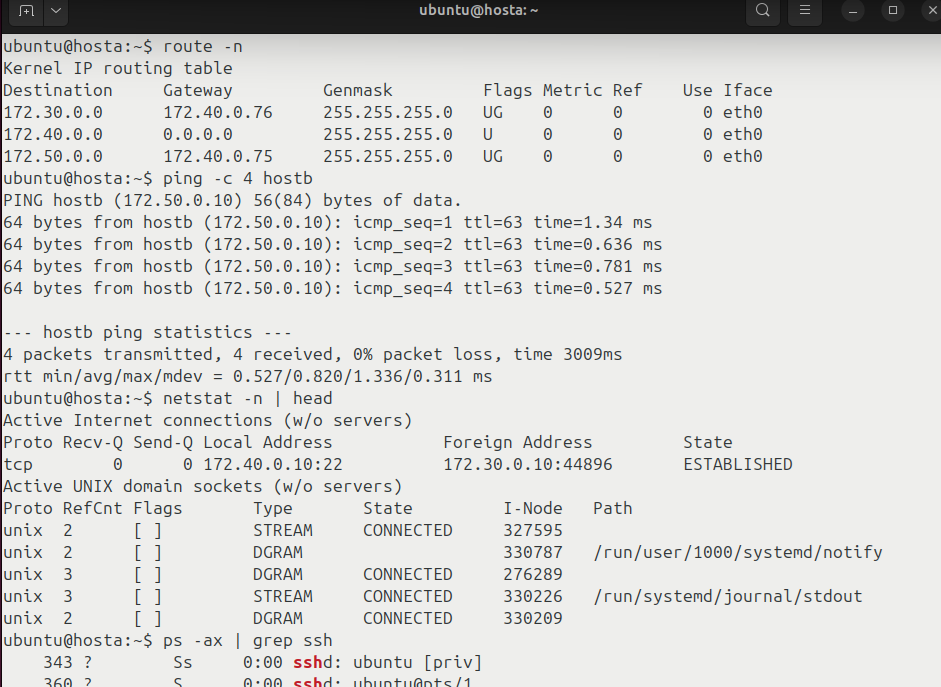 ubuntu@hosta: ~
ubuntu@hosta:~$ route -n
Kernel IP routing table
Destination     Gateway         Genmask         Flags Metric Ref    Use Iface
172.30.0.0      172.40.0.76     255.255.255.0   UG    0      0        0 eth0
172.40.0.0      0.0.0.0         255.255.255.0   U     0      0        0 eth0
172.50.0.0      172.40.0.75     255.255.255.0   UG    0      0        0 eth0
ubuntu@hosta:~$ ping -c 4 hostb
PING hostb (172.50.0.10) 56(84) bytes of data.
64 bytes from hostb (172.50.0.10): icmp_seq=1 ttl=63 time=1.34 ms
64 bytes from hostb (172.50.0.10): icmp_seq=2 ttl=63 time=0.636 ms
64 bytes from hostb (172.50.0.10): icmp_seq=3 ttl=63 time=0.781 ms
64 bytes from hostb (172.50.0.10): icmp_seq=4 ttl=63 time=0.527 ms

--- hostb ping statistics ---
4 packets transmitted, 4 received, 0% packet loss, time 3009ms
rtt min/avg/max/mdev = 0.527/0.820/1.336/0.311 ms
ubuntu@hosta:~$ netstat -n | head
Active Internet connections (w/o servers)
Proto Recv-Q Send-Q Local Address           Foreign Address         State
tcp        0      0 172.40.0.10:22          172.30.0.10:44896       ESTABLISHED
Active UNIX domain sockets (w/o servers)
Proto RefCnt Flags       Type       State         I-Node   Path
unix  2      [ ]         STREAM     CONNECTED     327595
unix  2      [ ]         DGRAM                    330787   /run/user/1000/systemd/notify
unix  3      [ ]         DGRAM      CONNECTED     276289
unix  3      [ ]         STREAM     CONNECTED     330226   /run/systemd/journal/stdout
unix  2      [ ]         DGRAM      CONNECTED     330209
ubuntu@hosta:~$ ps -ax | grep ssh
    343 ?        Ss     0:00 sshd: ubuntu [priv]
    360 ?        S      0:00 sshd: ubuntu@pts/1